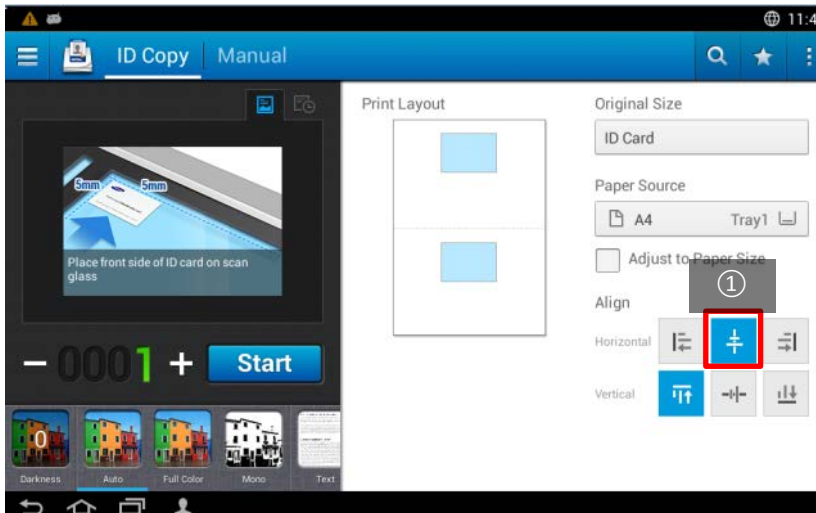 11:4
ID Copy Manual
Print Layout
Original Size
ID Card
5mm 5mm
Place front side of ID card on scan
glass
Paper Source
A4 Tray1
Adjust to Paper Size
①
Align
Horizontal
Vertical
− 0001 + Start
0
Darkness Auto Full Color Mono Text